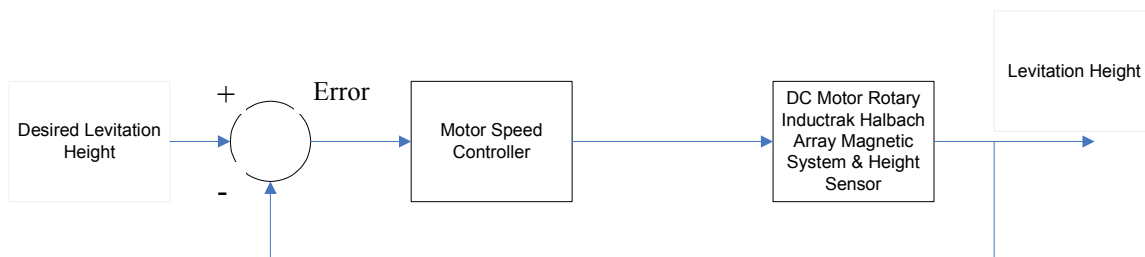 Levitation Height
+
Error
Desired Levitation
Height
-
Motor Speed
Controller
DC Motor Rotary
Inductrak Halbach
Array Magnetic
System & Height
Sensor